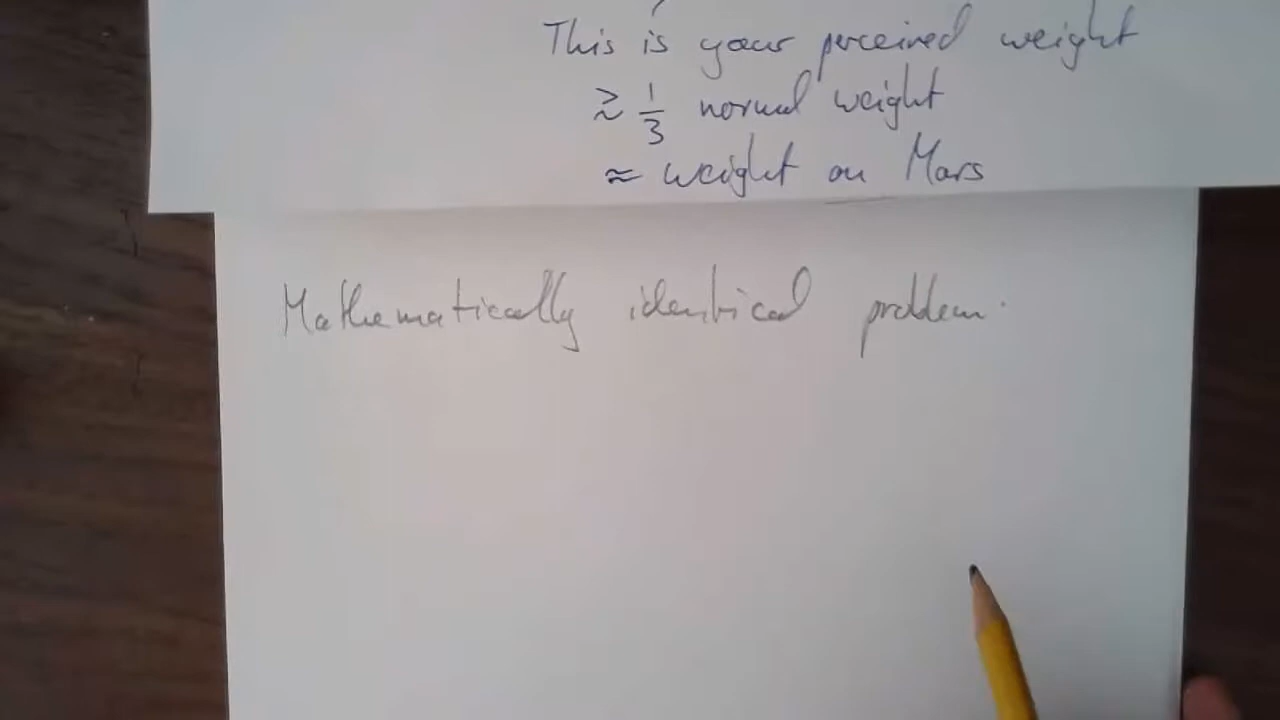 This is your perceived weight
≳ 1/3 normal weight
≈ weight on Mars
Mathematically identical problem.